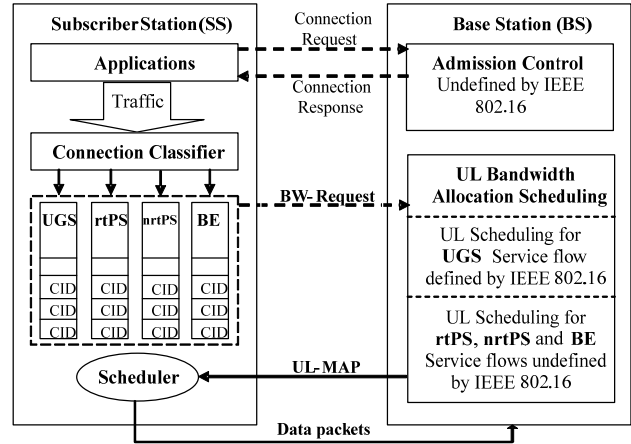 Subscriber Station (SS)
Applications
Traffic
Connection Classifier
UGS rtPS nrtPS BE
CID CID CID CID
CID CID CID CID
CID CID CID CID
Scheduler
Connection
Request
Connection
Response
BW-Request
UL-MAP
Data packets
Base Station (BS)
Admission Control
Undefined by IEEE
802.16
UL Bandwidth
Allocation Scheduling
UL Scheduling for
UGS Service flow
defined by IEEE 802.16
UL Scheduling for
rtPS, nrtPS and BE
Service flows undefined
by IEEE 802.16